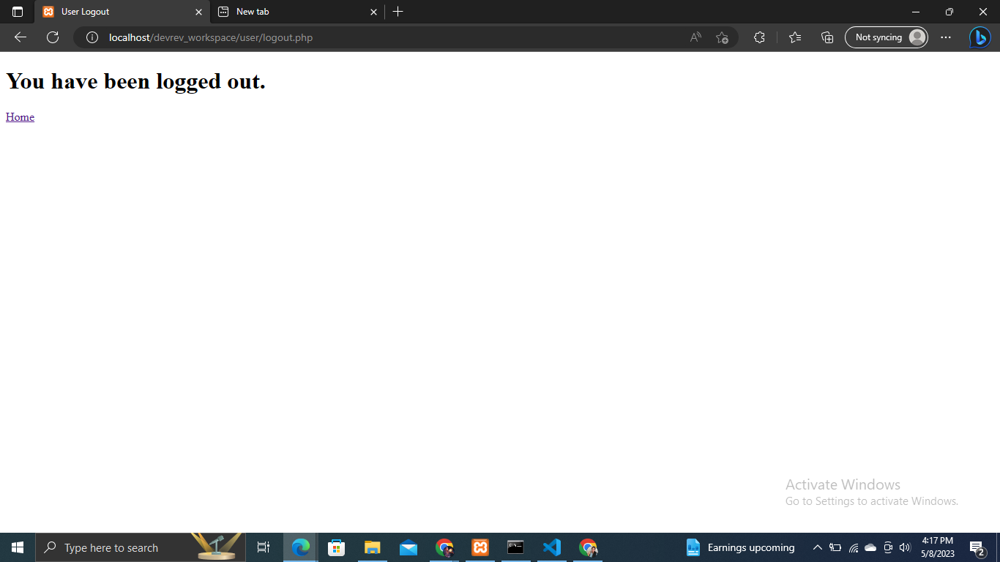 User Logout
New tab
localhost/devrev_workspace/user/logout.php
Not syncing
You have been logged out.
Home
Activate Windows
Go to Settings to activate Windows.
Type here to search
Earnings upcoming
4:17 PM
5/8/2023
2